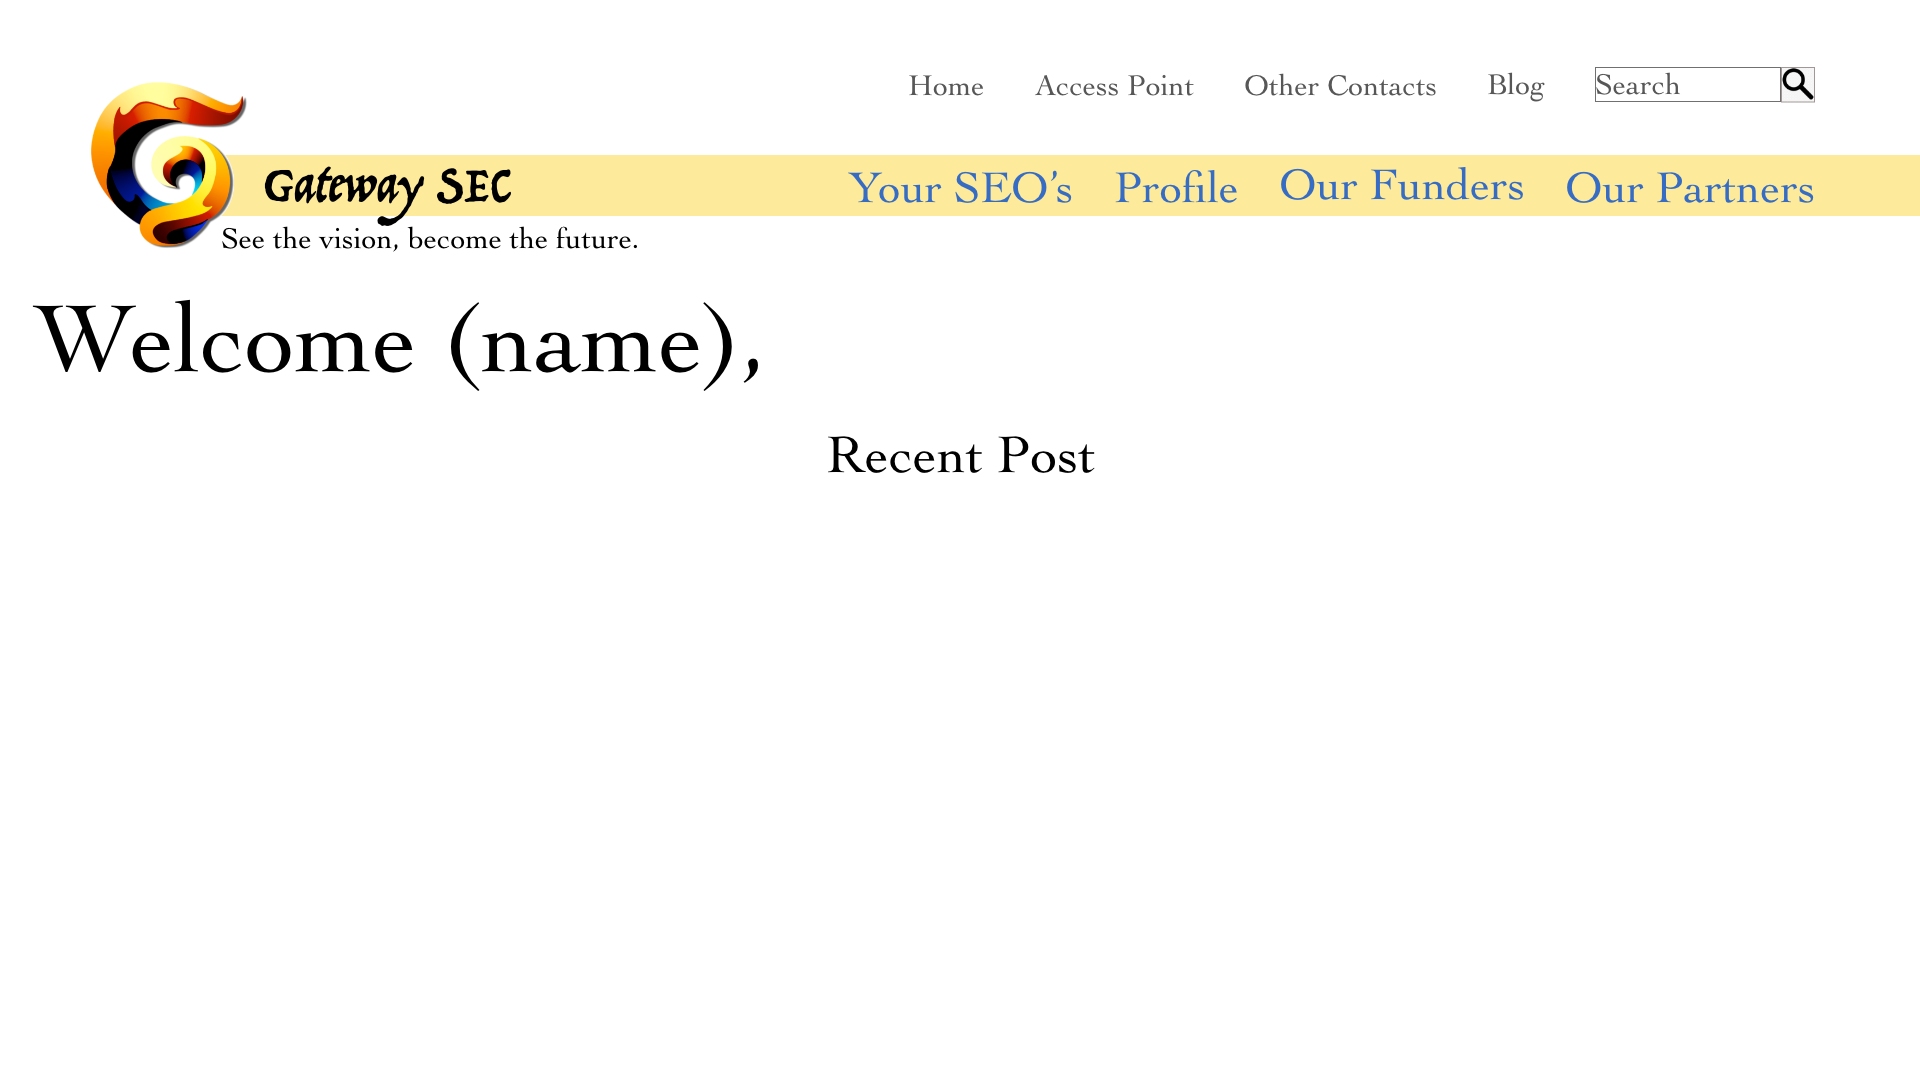 Home Access Point Other Contacts Blog Search
Gateway SEC Your SEO's Profile Our Funders Our Partners
See the vision, become the future.
Welcome (name),
Recent Post